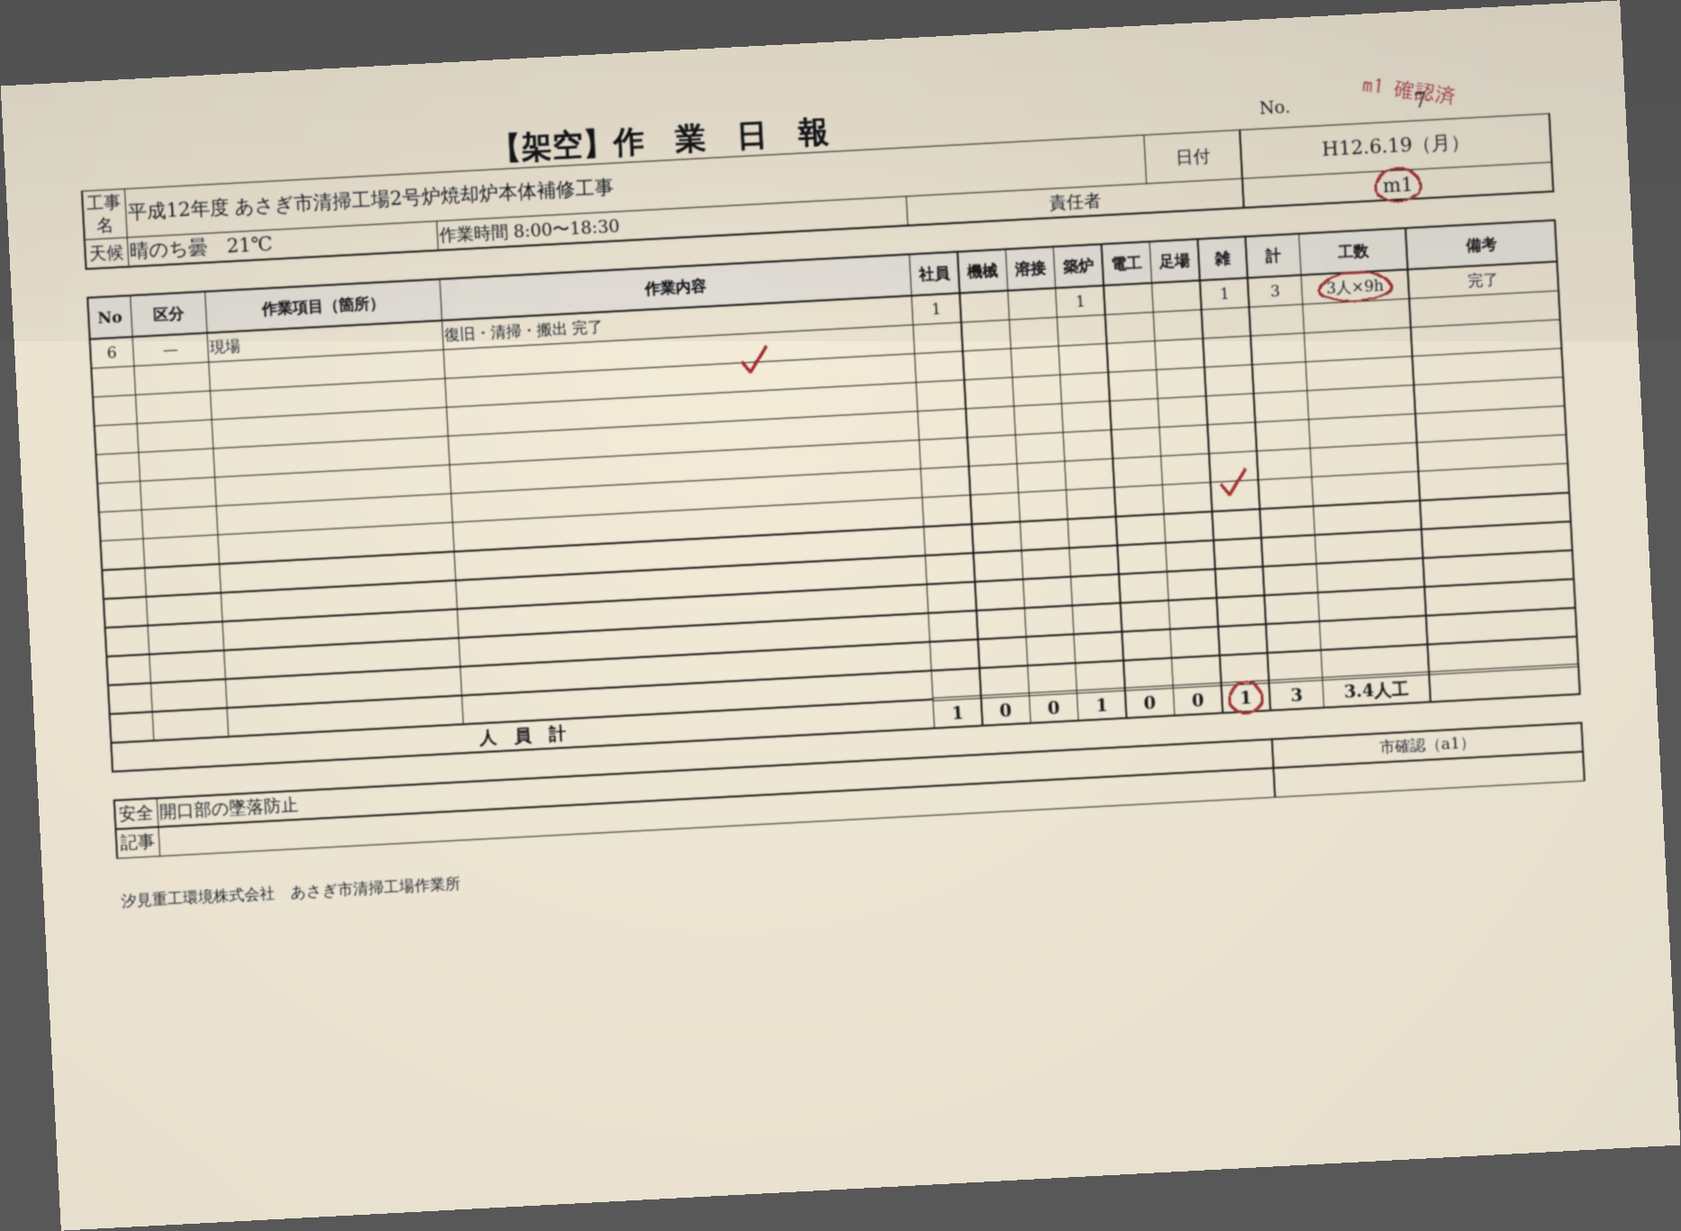 m1 確認済
No. 7
【架空】作 業 日 報
工事名 平成12年度 あさぎ市清掃工場2号炉焼却炉本体補修工事 日付 H12.6.19（月）
天候 晴のち曇 21℃ 作業時間 8:00〜18:30 責任者 m1
No 区分 作業項目（箇所） 作業内容 社員 機械 溶接 築炉 電工 足場 雑 計 工数 備考
6 — 現場 復旧・清掃・搬出 完了 1 1 1 3 3人×9h 完了
人 員 計 1 0 0 1 0 0 1 3 3.4人工
安全 開口部の墜落防止 市確認（a1）
記事
汐見重工環境株式会社 あさぎ市清掃工場作業所